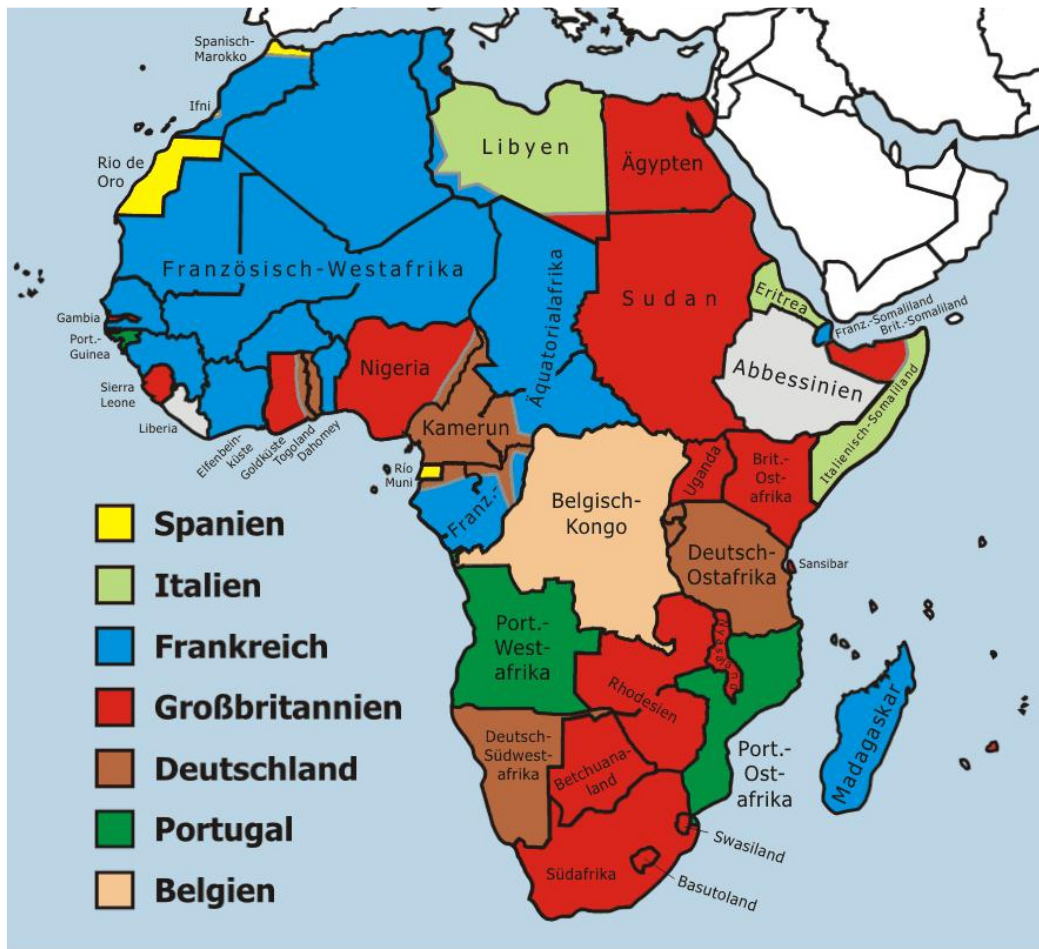 Spanisch-
Marokko
Ifni
Rio de
Oro
Libyen
Ägypten
Französisch-Westafrika
Äquatorialafrika
Sudan
Eritrea
Franz.-Somaliland
Brit.-Somaliland
Gambia
Port.-
Guinea
Sierra
Leone
Liberia
Elfenbein-
küste
Goldküste
Togoland
Dahomey
Nigeria
Kamerun
Abbessinien
Italienisch-Somaliland
Río
Muni
Franz.-
Uganda
Brit.-
Ost-
afrika
Belgisch-
Kongo
Deutsch-
Ostafrika
Sansibar
Spanien
Italien
Frankreich
Großbritannien
Deutschland
Portugal
Belgien
Port.-
West-
afrika
Nyassaland
Rhodesien
Deutsch-
Südwest-
afrika
Betchuana-
land
Port.-
Ost-
afrika
Madagaskar
Swasiland
Südafrika
Basutoland